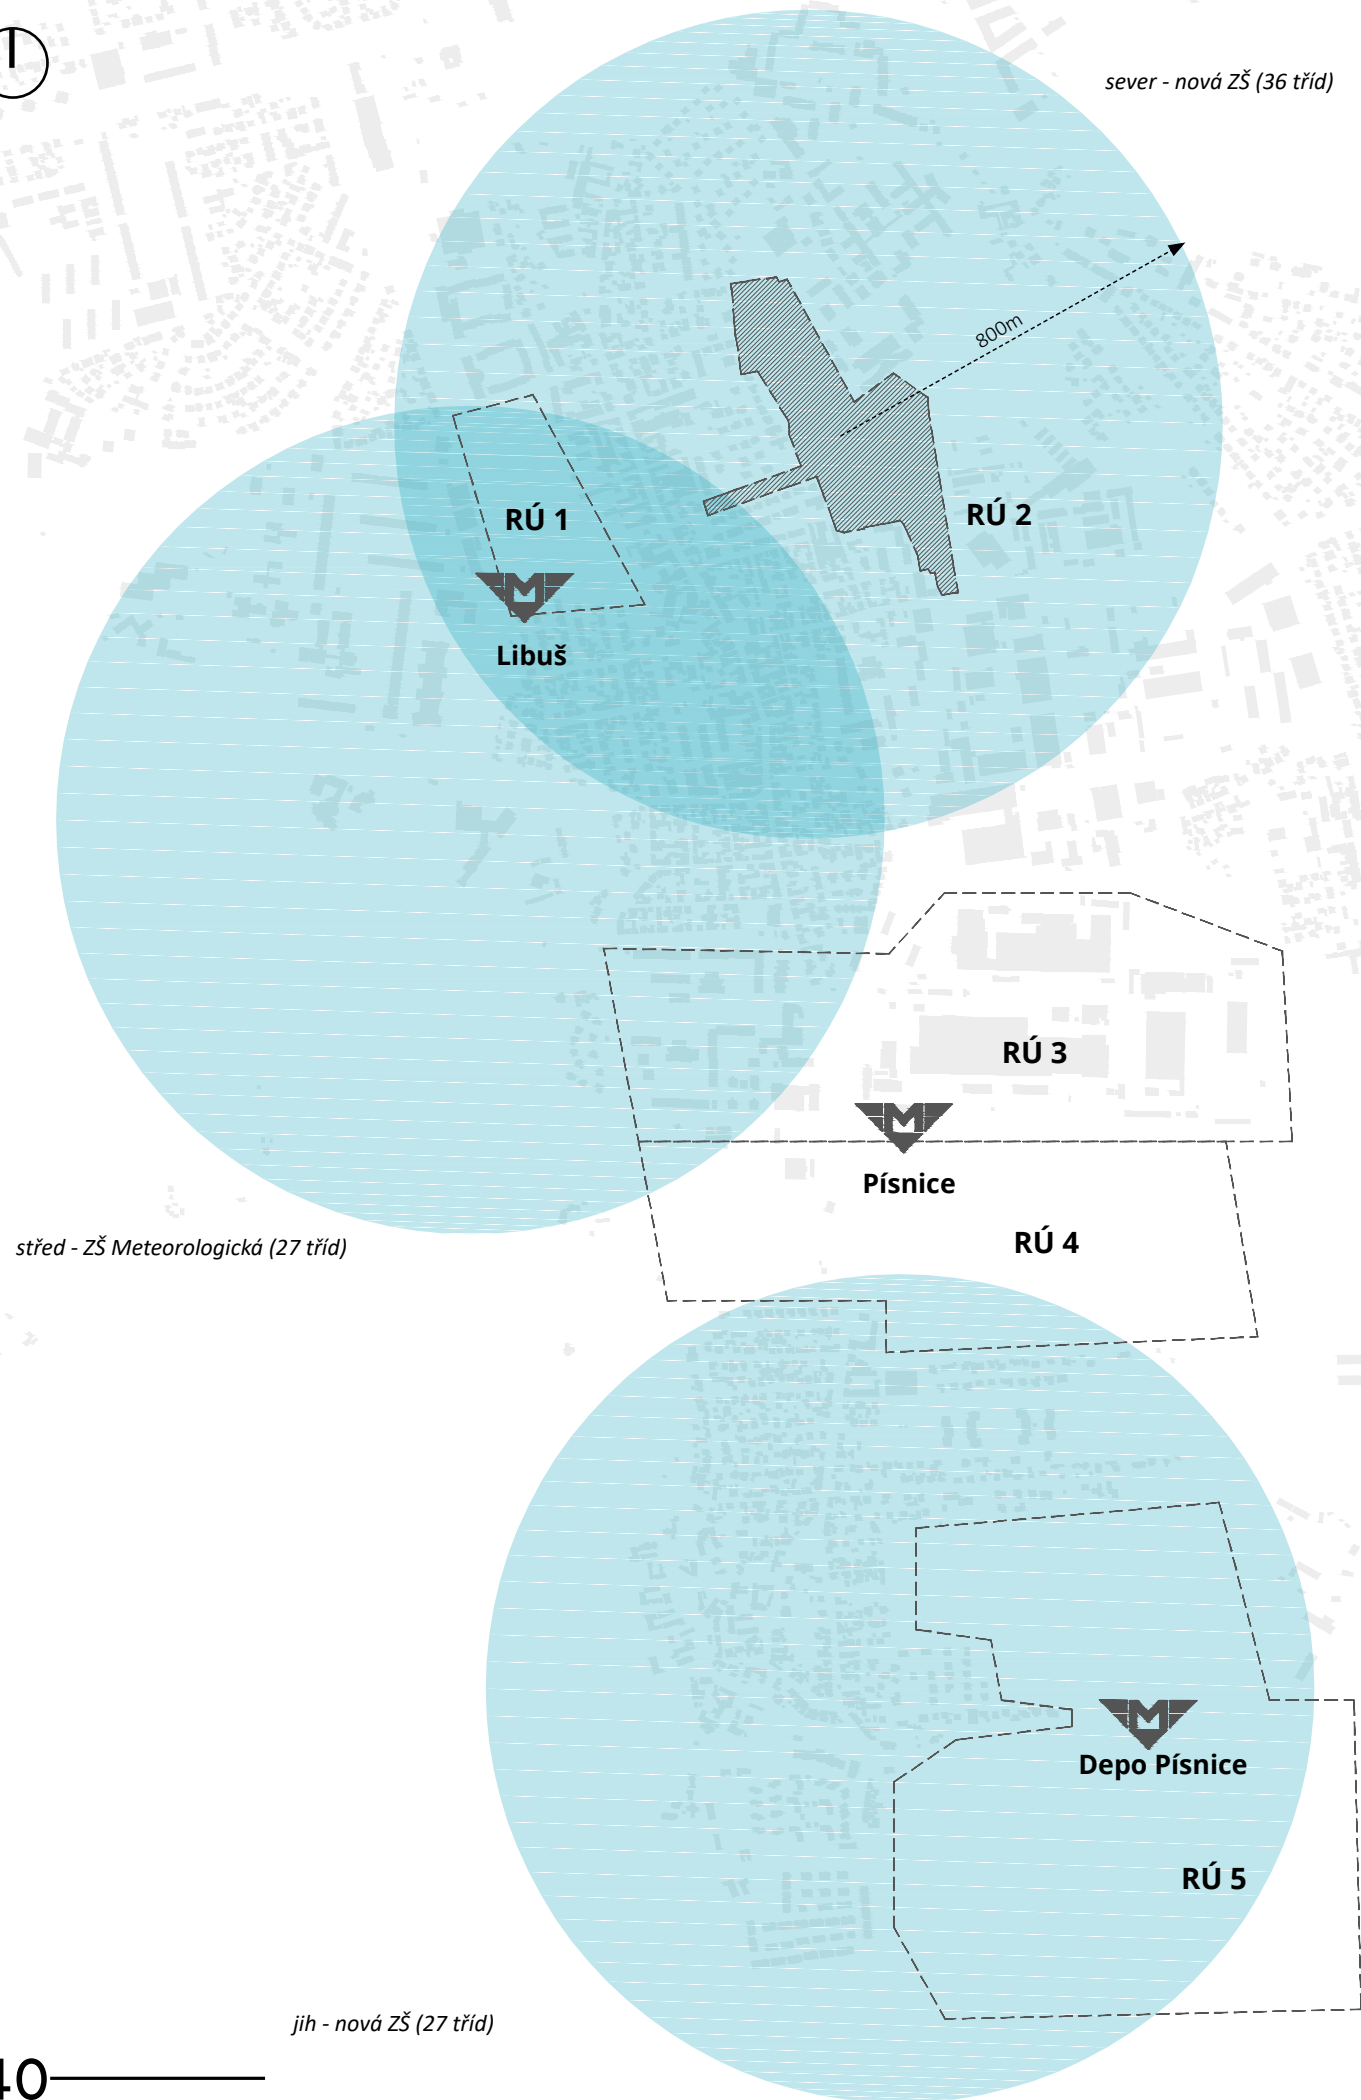 sever - nová ZŠ (36 tříd)
800m
RÚ 1
RÚ 2
Libuš
RÚ 3
Písnice
RÚ 4
střed - ZŠ Meteorologická (27 tříd)
Depo Písnice
RÚ 5
jih - nová ZŠ (27 tříd)
40